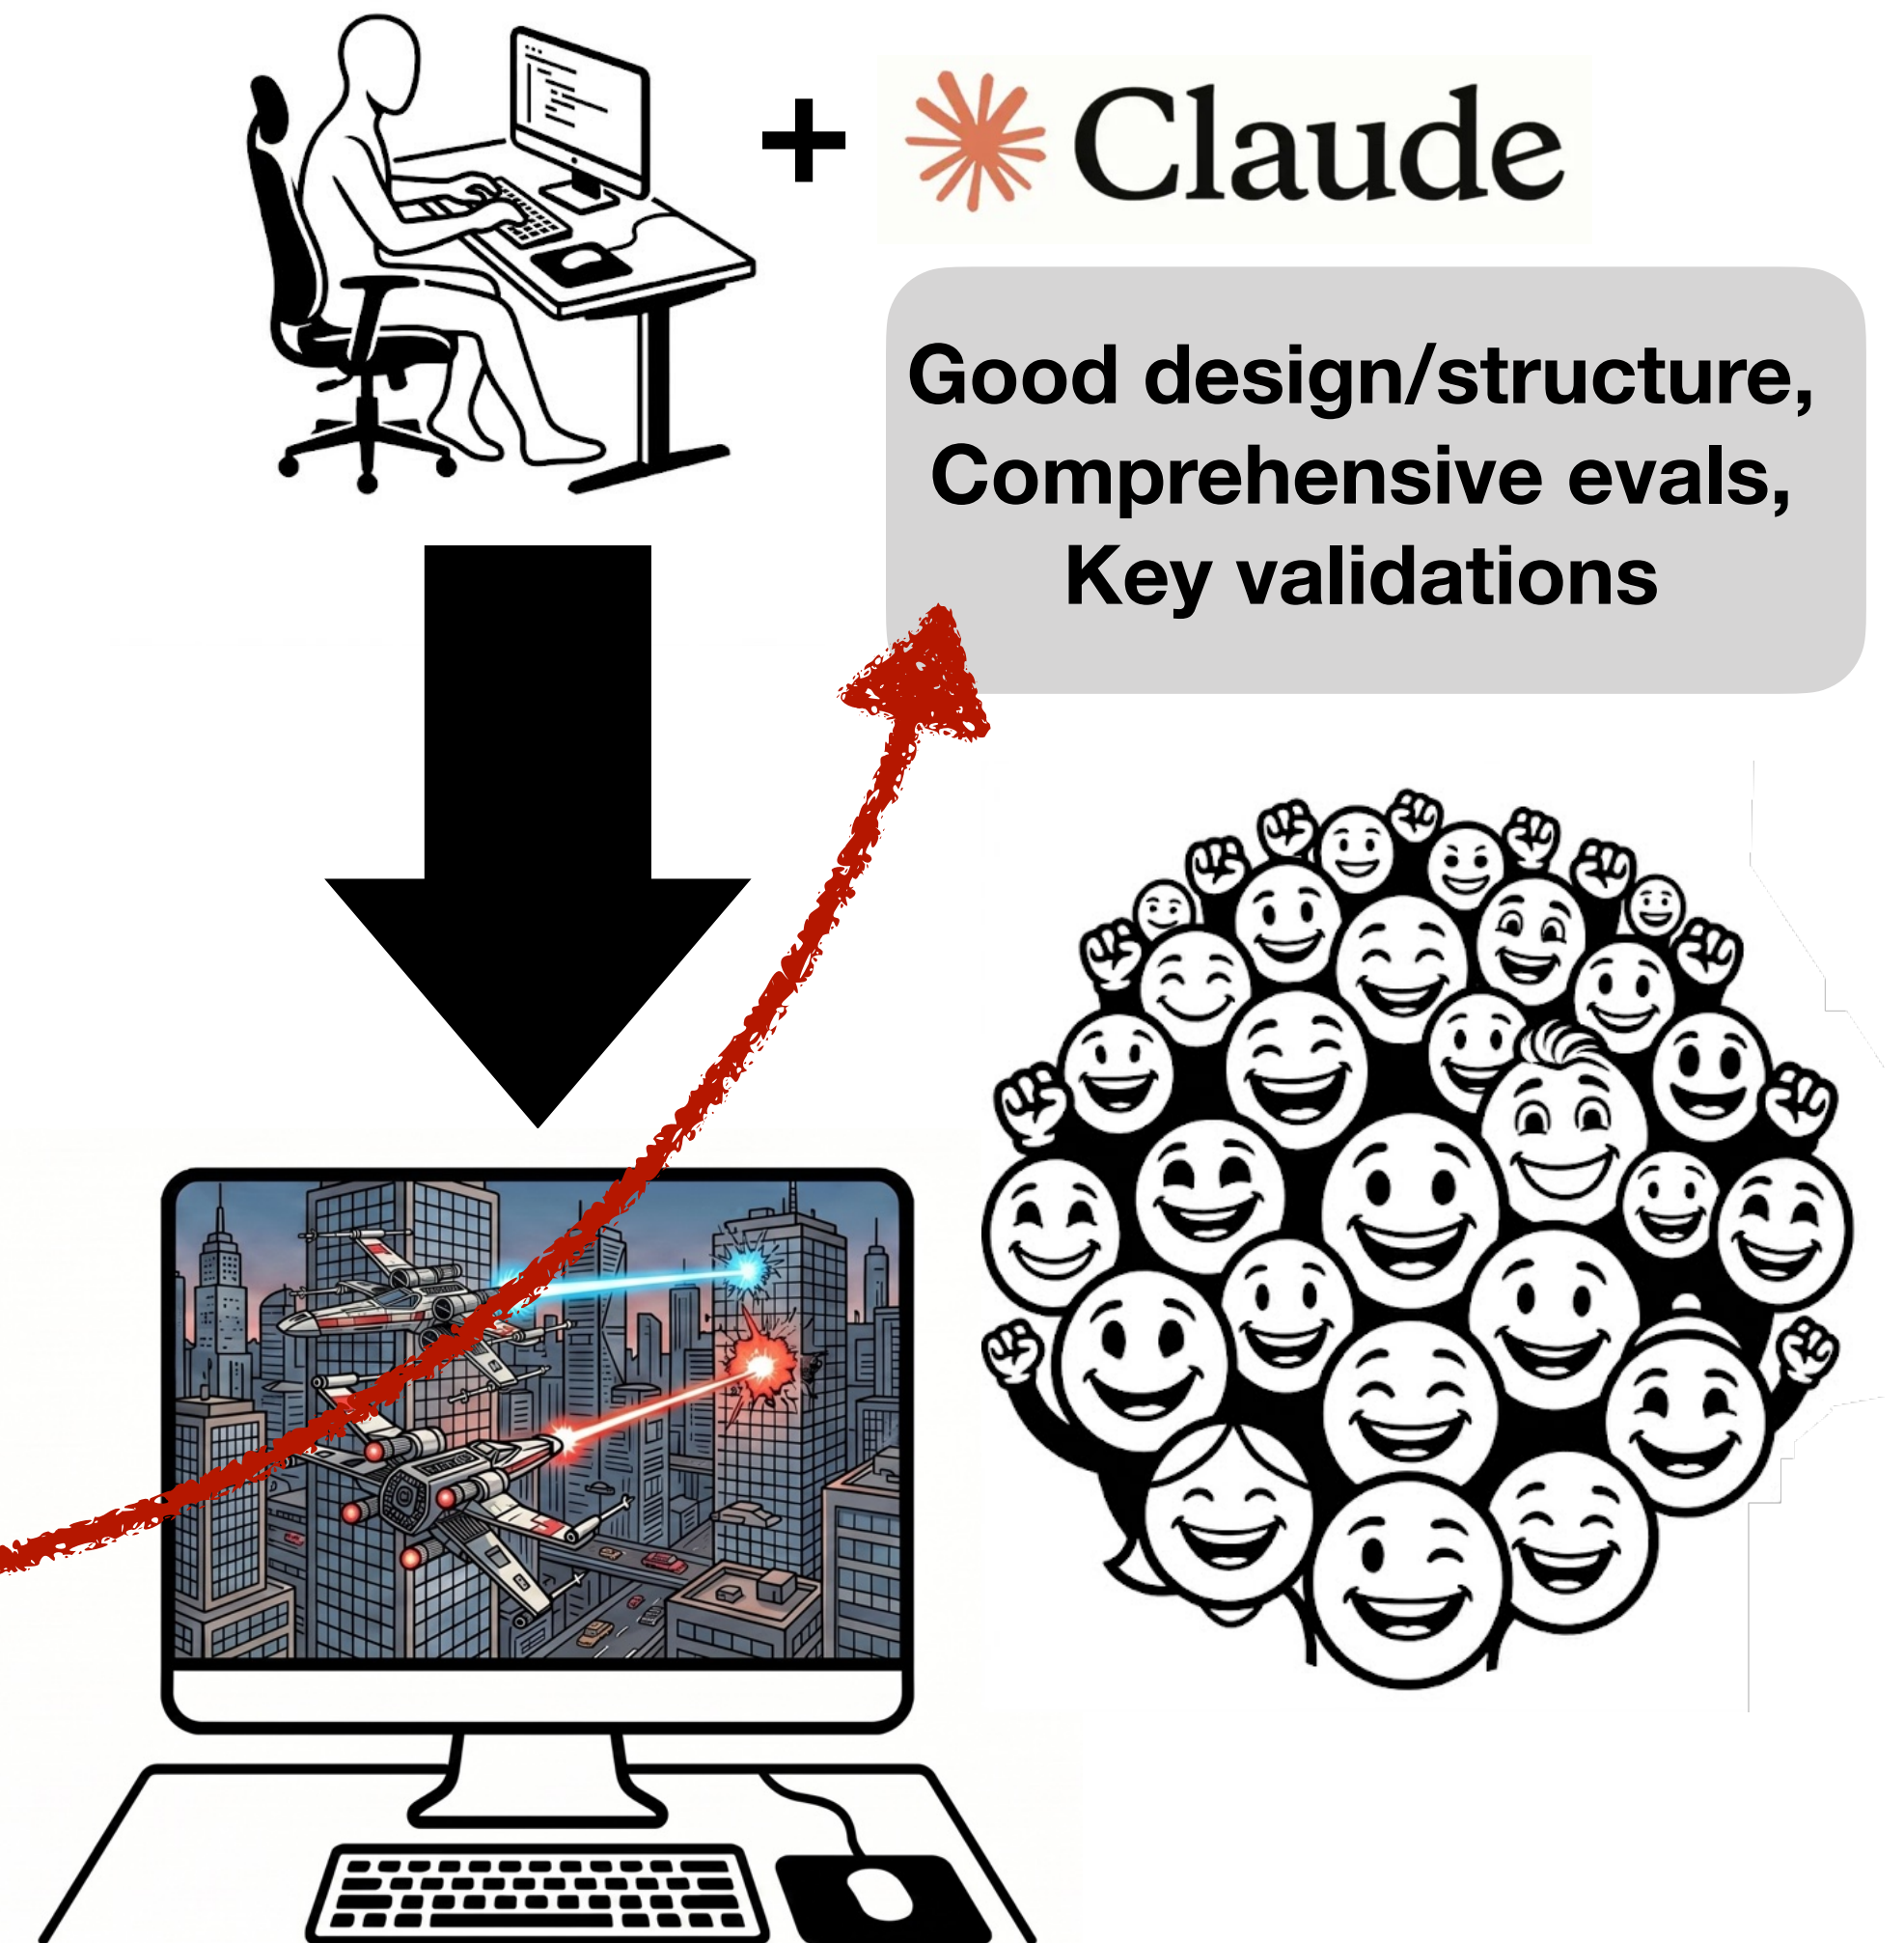 + Claude
Good design/structure,
Comprehensive evals,
Key validations